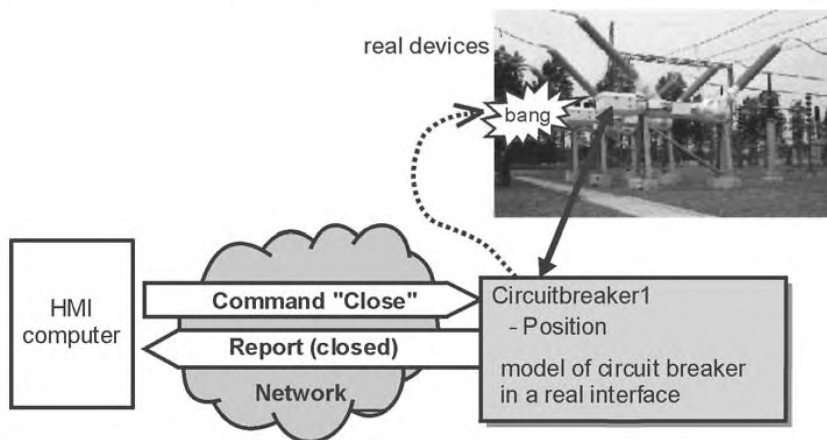 real devices
bang
HMI
computer
Command "Close"
Report (closed)
Network
Circuitbreaker1
- Position
model of circuit breaker
in a real interface